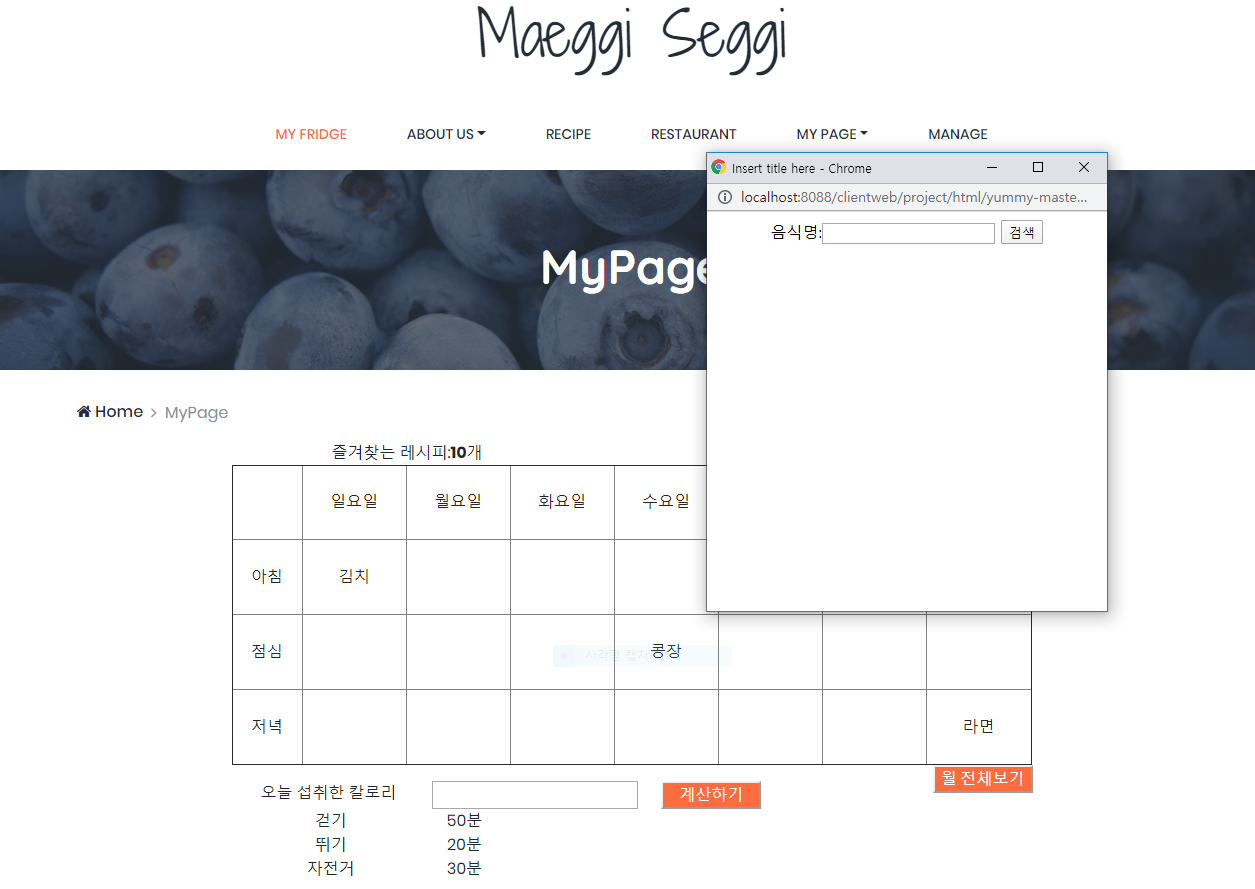 Maeggi Seggi
MY FRIDGE ABOUT US RECIPE RESTAURANT MY PAGE MANAGE
Insert title here - Chrome
localhost:8088/clientweb/project/html/yummy-maste...
음식명: 검색
MyPage
Home > MyPage
즐겨찾는 레시피:10개
일요일 월요일 화요일 수요일
아침 김치
점심 콩장
저녁 라면
월 전체보기
오늘 섭취한 칼로리 계산하기
걷기 50분
뛰기 20분
자전거 30분